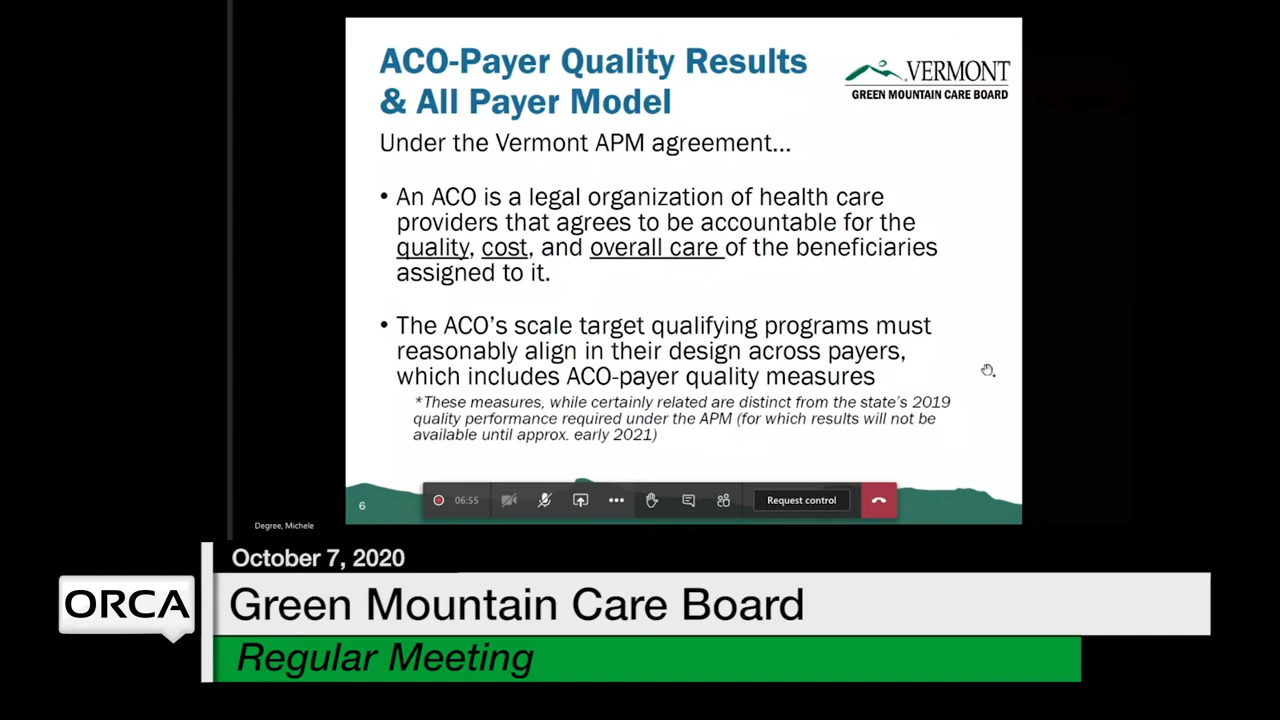 ACO-Payer Quality Results
& All Payer Model
VERMONT
GREEN MOUNTAIN CARE BOARD
Under the Vermont APM agreement...
• An ACO is a legal organization of health care
providers that agrees to be accountable for the
quality, cost, and overall care of the beneficiaries
assigned to it.
• The ACO's scale target qualifying programs must
reasonably align in their design across payers,
which includes ACO-payer quality measures
*These measures, while certainly related are distinct from the state's 2019
quality performance required under the APM (for which results will not be
available until approx. early 2021)
6
06:55
Request control
Degree, Michele
October 7, 2020
ORCA
Green Mountain Care Board
Regular Meeting